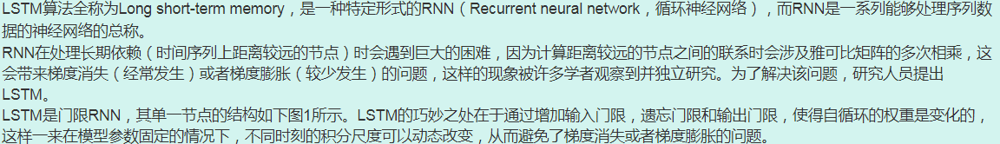 LSTM算法全称为Long short-term memory，是一种特定形式的RNN（Recurrent neural network，循环神经网络），而RNN是一系列能够处理序列数
据的神经网络的总称。
RNN在处理长期依赖（时间序列上距离较远的节点）时会遇到巨大的困难，因为计算距离较远的节点之间的联系时会涉及雅可比矩阵的多次相乘，这
会带来梯度消失（经常发生）或者梯度膨胀（较少发生）的问题，这样的现象被许多学者观察到并独立研究。为了解决该问题，研究人员提出
LSTM。
LSTM是门限RNN，其单一节点的结构如下图1所示。LSTM的巧妙之处在于通过增加输入门限，遗忘门限和输出门限，使得自循环的权重是变化的，
这样一来在模型参数固定的情况下，不同时刻的积分尺度可以动态改变，从而避免了梯度消失或者梯度膨胀的问题。